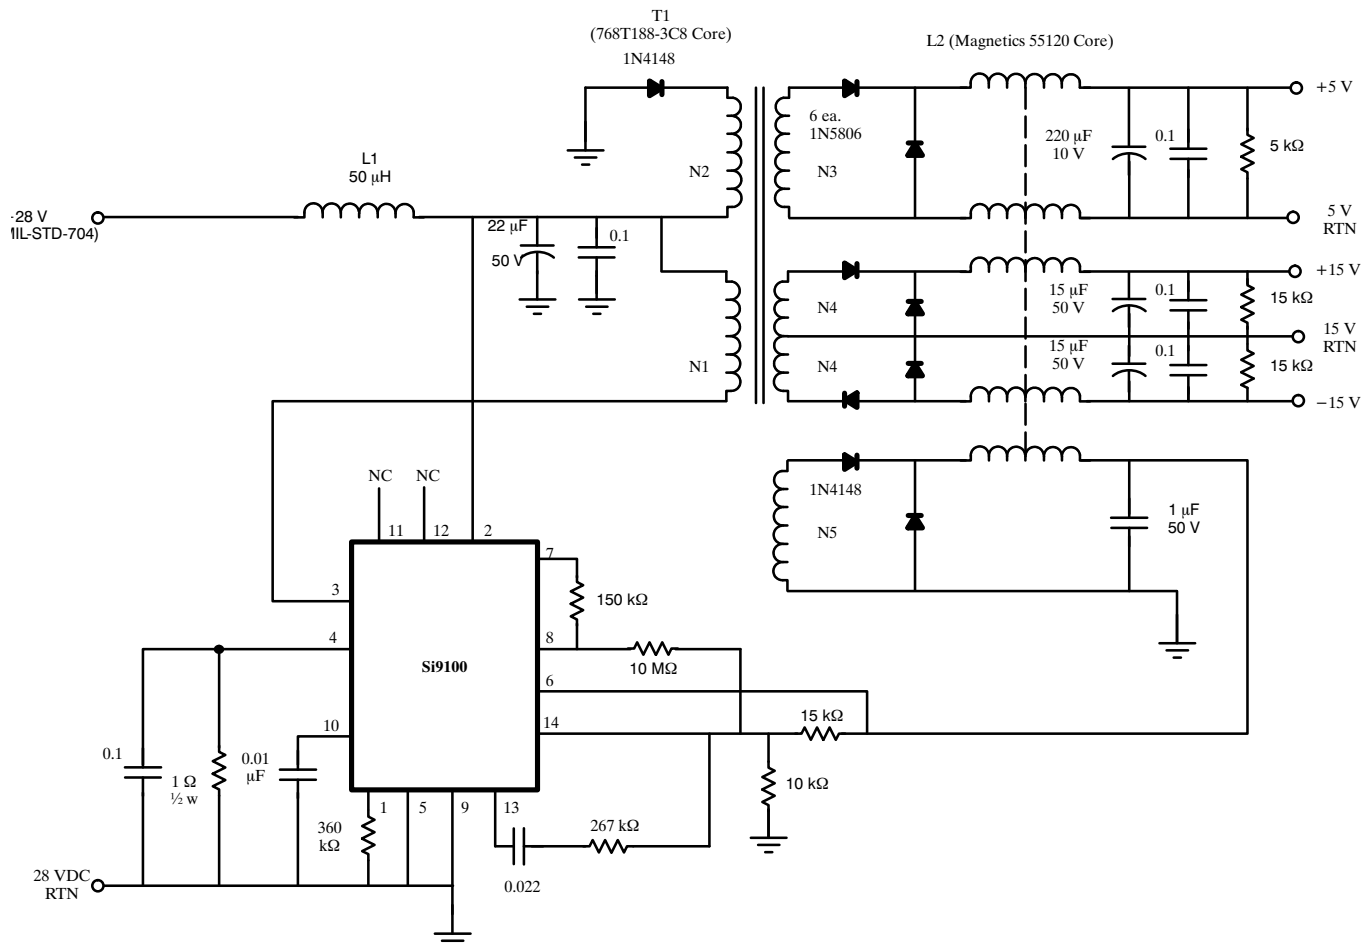 T1
(768T188-3C8 Core)
1N4148
L2 (Magnetics 55120 Core)
+5 V
6 ea.
1N5806
220 µF
10 V
0.1
5 kΩ
L1
50 µH
N2
N3
-28 V
MIL-STD-704)
22 µF
50 V
0.1
5 V
RTN
+15 V
N4
15 µF
50 V
0.1
15 kΩ
15 V
RTN
N1
N4
15 µF
50 V
0.1
15 kΩ
−15 V
NC
NC
1N4148
N5
1 µF
50 V
11
12
2
7
3
150 kΩ
4
8
10 MΩ
Si9100
6
10
14
15 kΩ
0.1
1 Ω
½ w
0.01
µF
10 kΩ
1
5
9
13
360
kΩ
267 kΩ
0.022
28 VDC
RTN